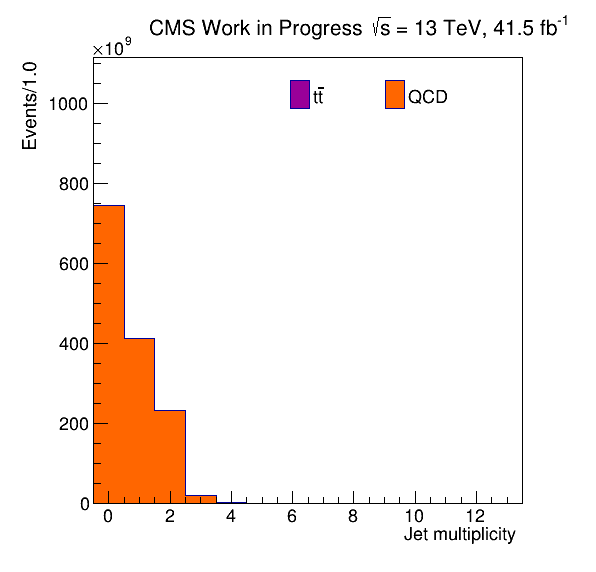 CMS Work in Progress √s = 13 TeV, 41.5 fb⁻¹
×10⁹
Events/1.0
tt̄
QCD
1000
800
600
400
200
0
0 2 4 6 8 10 12
Jet multiplicity